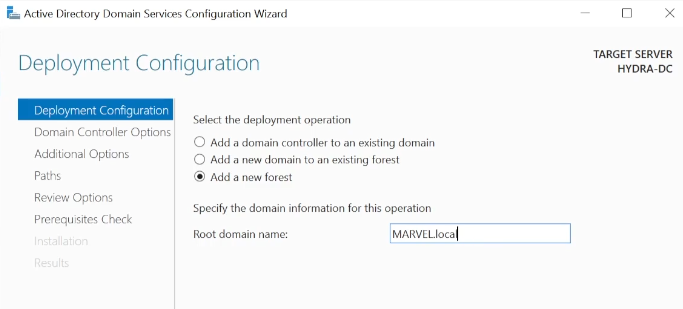 Active Directory Domain Services Configuration Wizard
Deployment Configuration
TARGET SERVER
HYDRA-DC
Deployment Configuration
Domain Controller Options
Additional Options
Paths
Review Options
Prerequisites Check
Installation
Results
Select the deployment operation
Add a domain controller to an existing domain
Add a new domain to an existing forest
Add a new forest
Specify the domain information for this operation
Root domain name: MARVEL.local